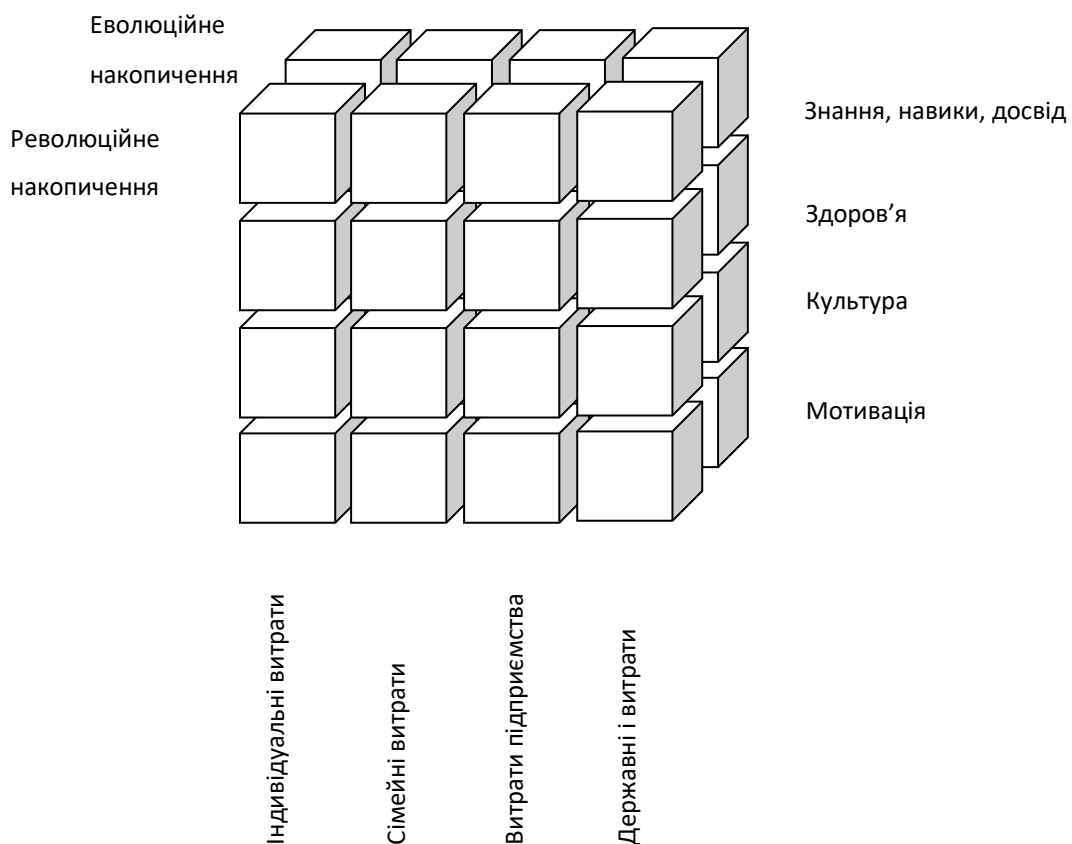 Еволюційне
накопичення
Революційне
накопичення
Знання, навики, досвід
Здоров’я
Культура
Мотивація
Індивідуальні витрати
Сімейні витрати
Витрати підприємства
Державні і витрати